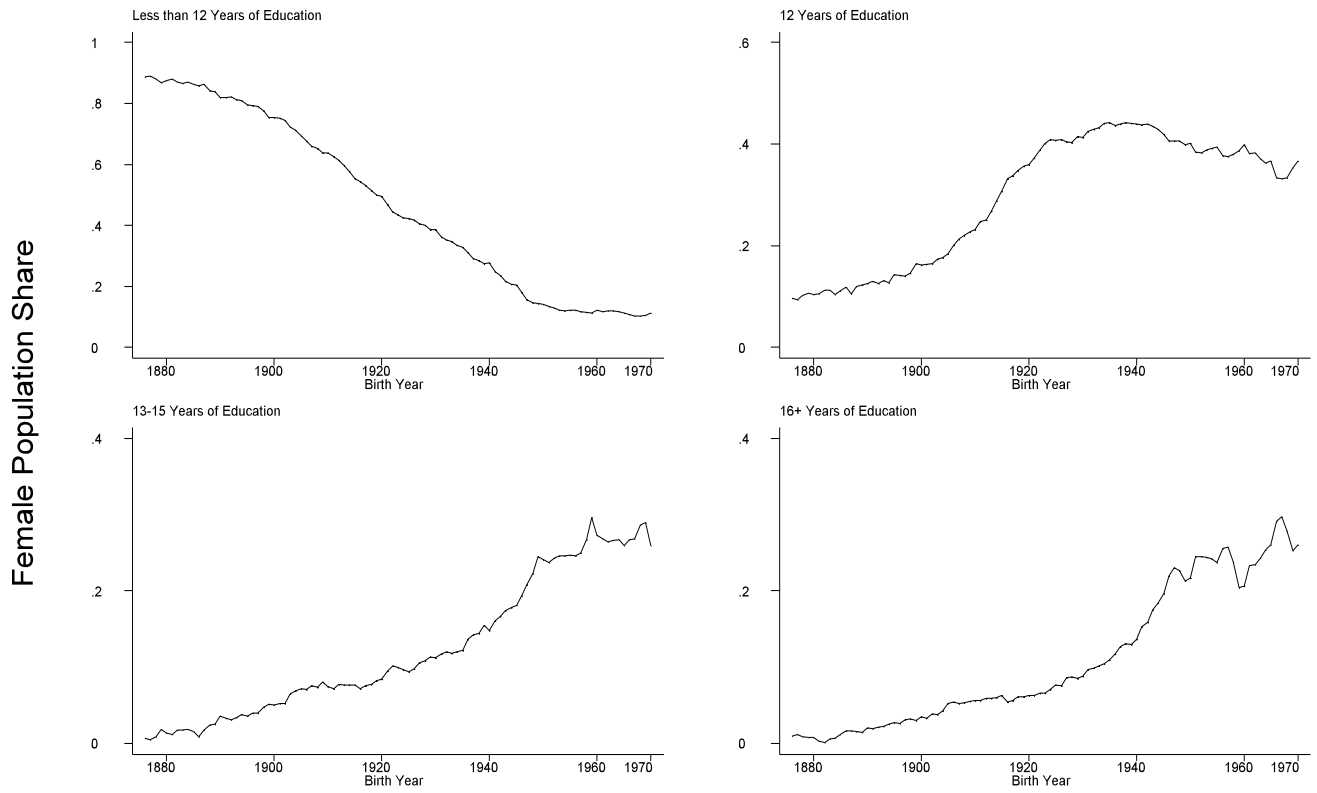 Female Population Share
Less than 12 Years of Education
1
.8
.6
.4
.2
0
1880 1900 1920 1940 1960 1970
Birth Year
12 Years of Education
.6
.4
.2
0
1880 1900 1920 1940 1960 1970
Birth Year
13-15 Years of Education
.4
.2
0
1880 1900 1920 1940 1960 1970
Birth Year
16+ Years of Education
.4
.2
0
1880 1900 1920 1940 1960 1970
Birth Year